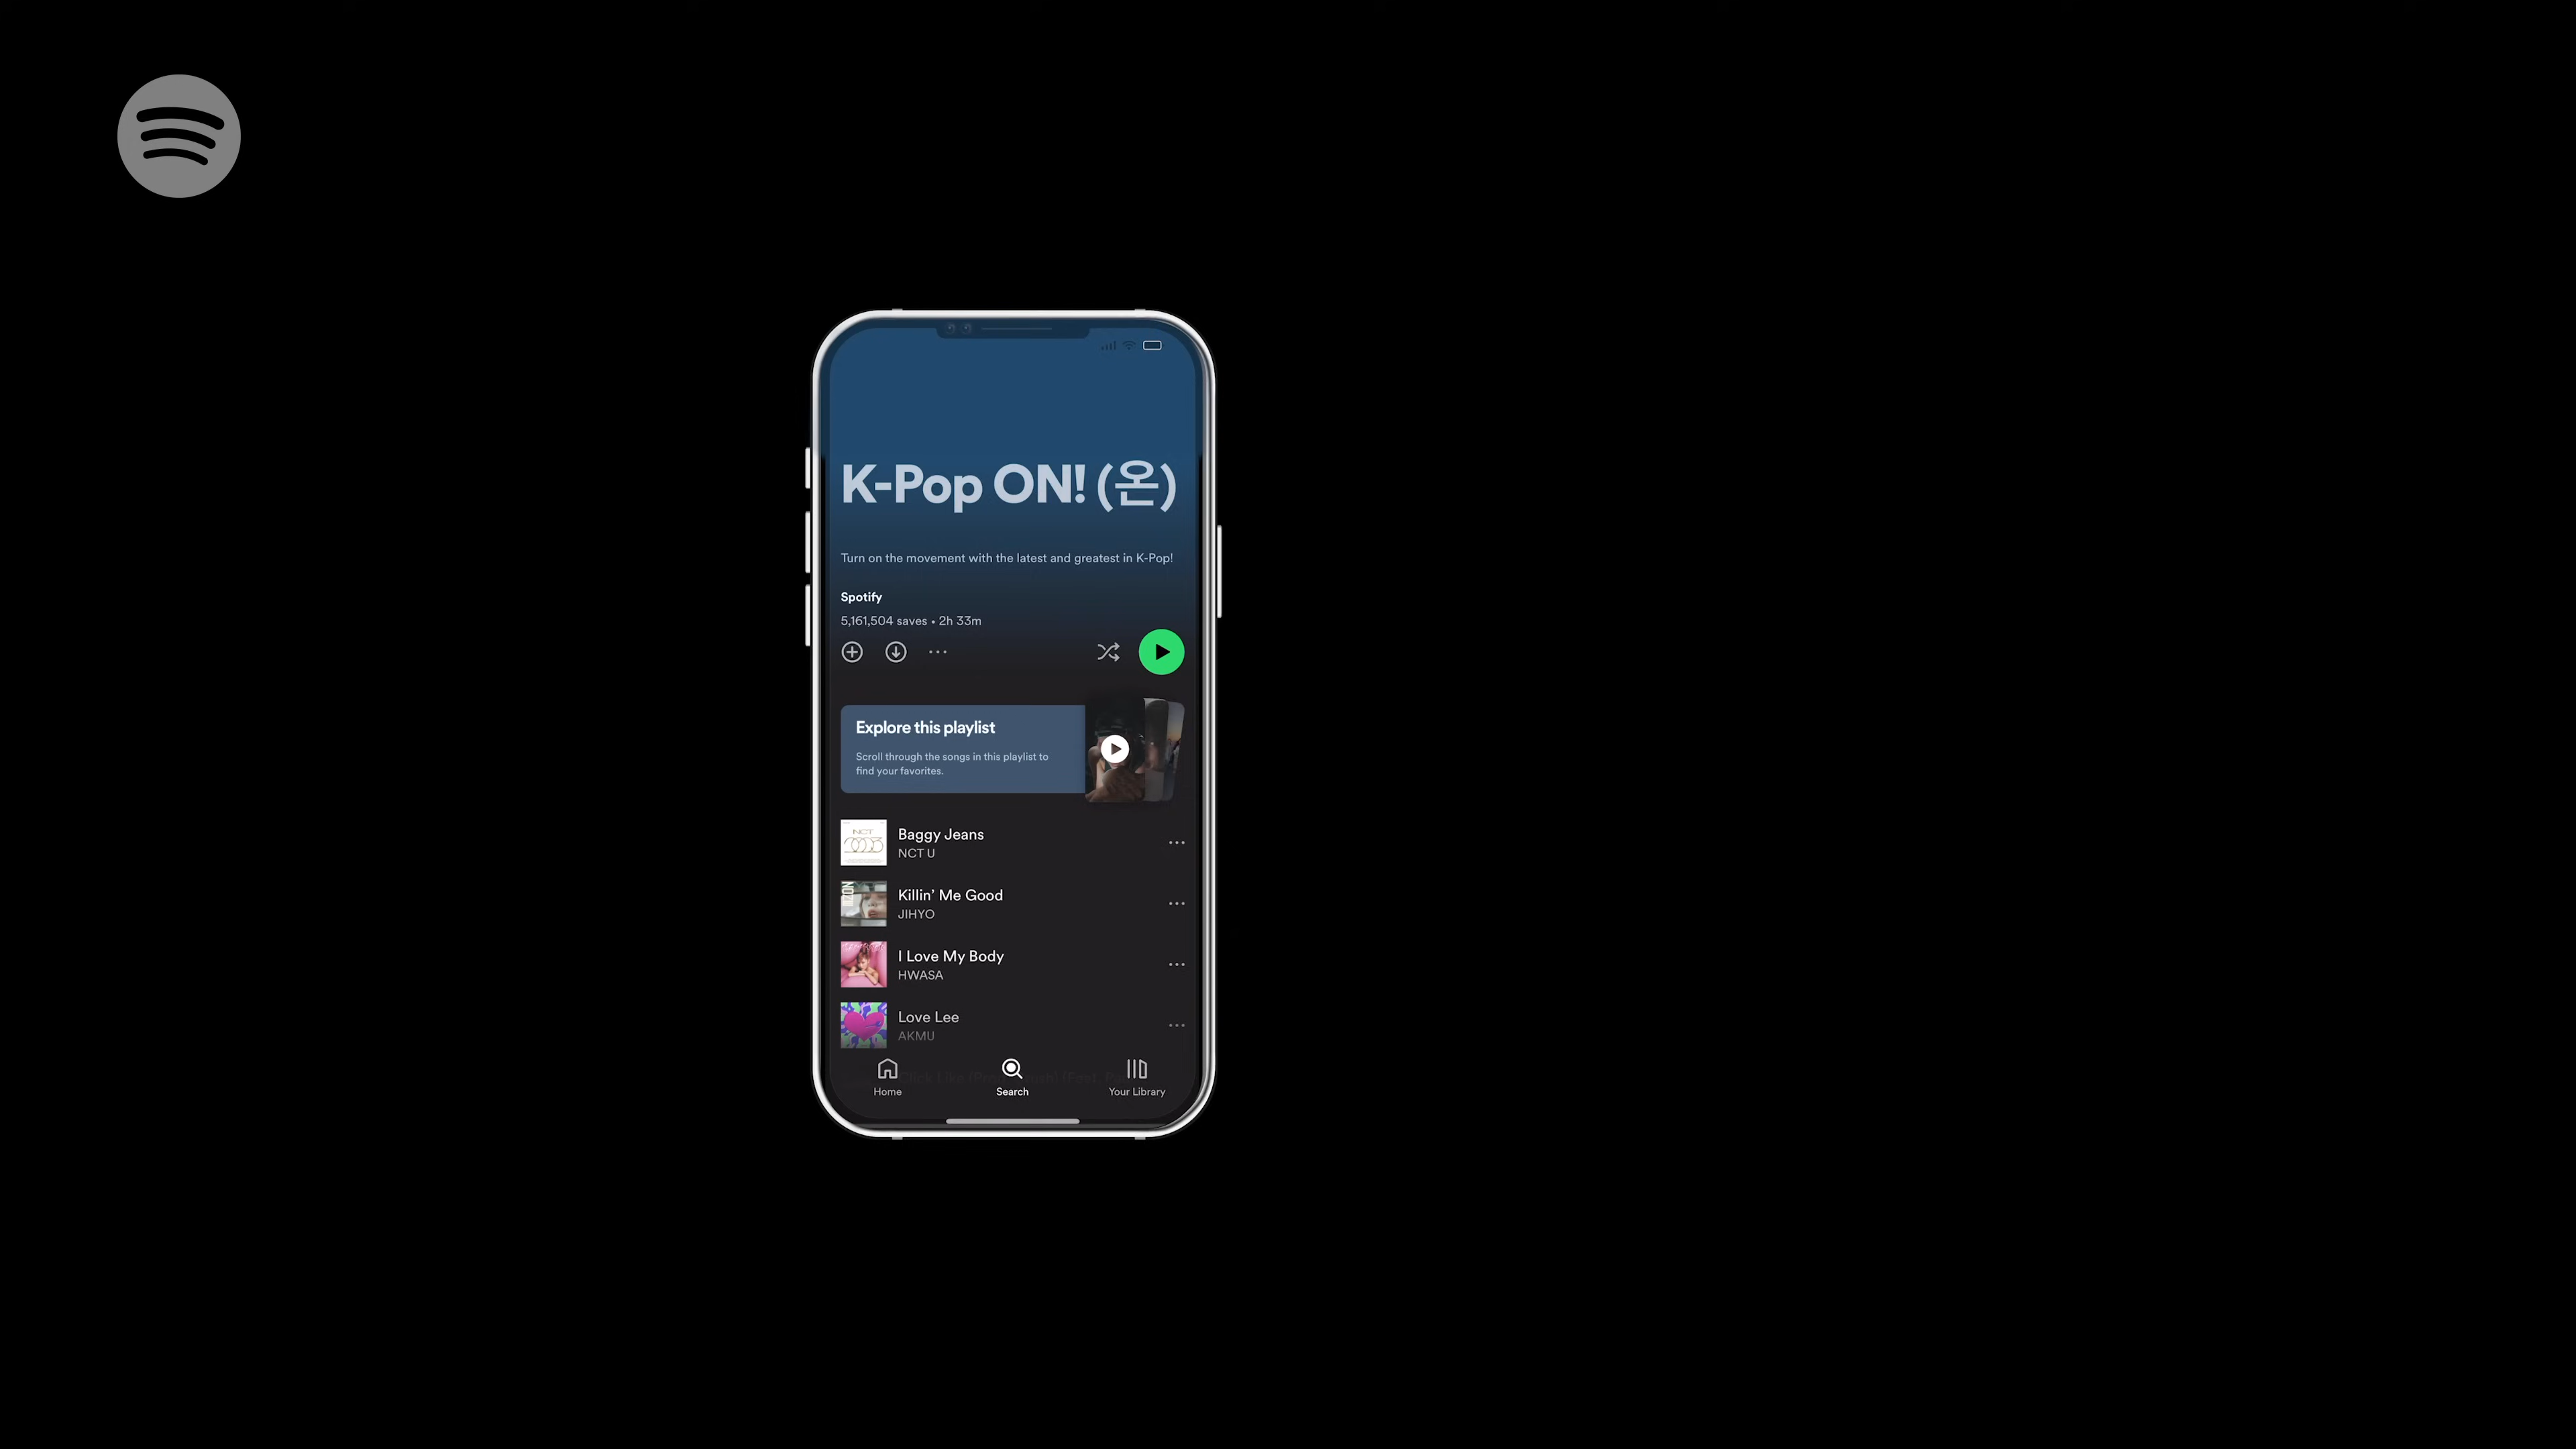 K-Pop ON! (온)
Turn on the movement with the latest and greatest in K-Pop!
Spotify
5,161,504 saves • 2h 33m
Explore this playlist
Scroll through the songs in this playlist to
find your favorites.
Baggy Jeans
NCT U
Killin' Me Good
JIHYO
I Love My Body
HWASA
Love Lee
AKMU
Home
Search
Your Library